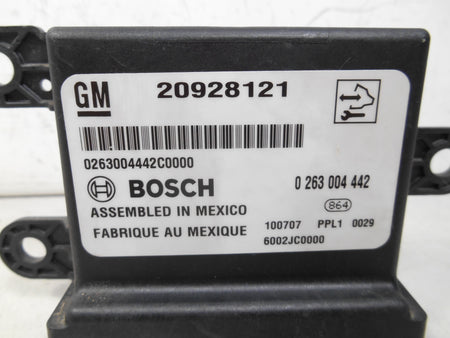 GM 20928121
0263004442C0000
BOSCH 0 263 004 442
ASSEMBLED IN MEXICO 864
FABRIQUE AU MEXIQUE 100707 PPL1 0029
6002JC0000